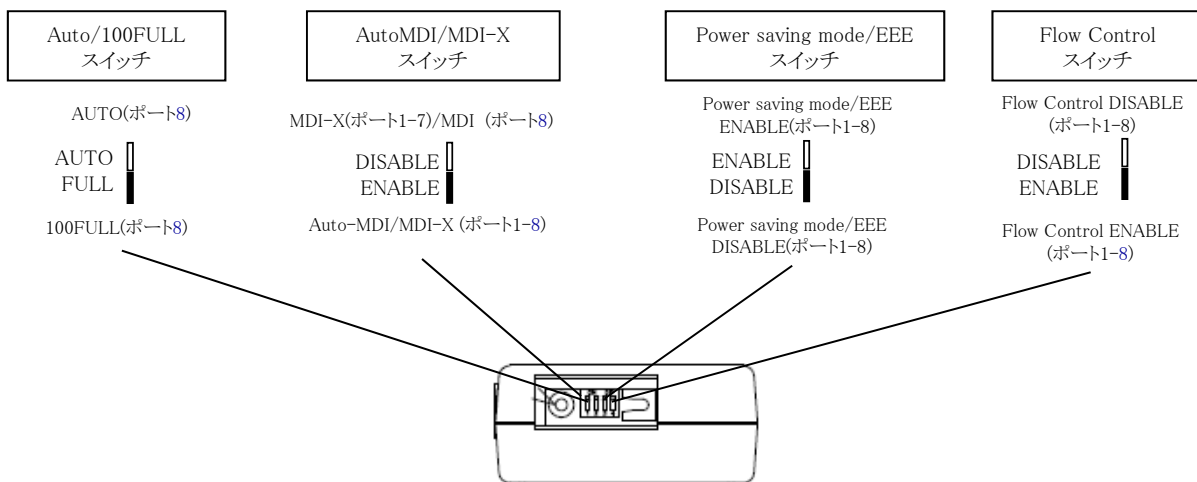 Auto/100FULL
スイッチ
AUTO(ポート8)
AUTO
FULL
100FULL(ポート8)
AutoMDI/MDI-X
スイッチ
MDI-X(ポート1-7)/MDI (ポート8)
DISABLE
ENABLE
Auto-MDI/MDI-X (ポート1-8)
Power saving mode/EEE
スイッチ
Power saving mode/EEE
ENABLE(ポート1-8)
ENABLE
DISABLE
Power saving mode/EEE
DISABLE(ポート1-8)
Flow Control
スイッチ
Flow Control DISABLE
(ポート1-8)
DISABLE
ENABLE
Flow Control ENABLE
(ポート1-8)